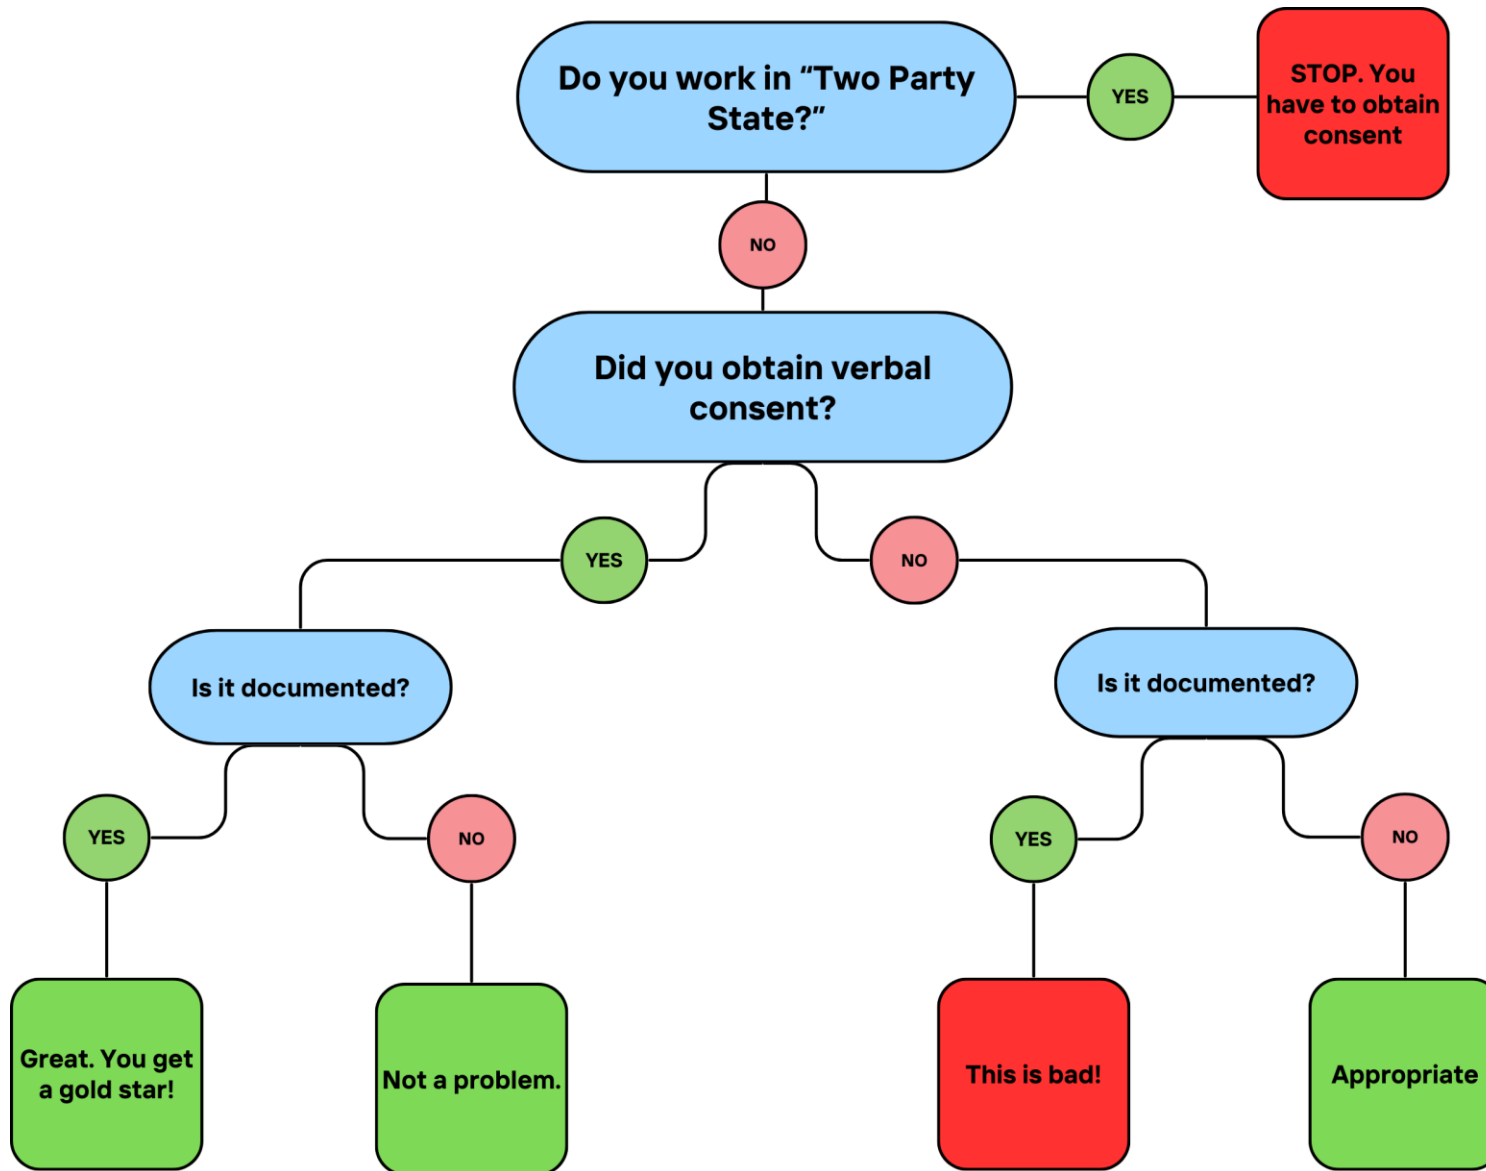 Do you work in “Two Party
State?”
YES
STOP. You
have to obtain
consent
NO
Did you obtain verbal
consent?
YES
NO
Is it documented?
Is it documented?
YES
NO
YES
NO
Great. You get
a gold star!
Not a problem.
This is bad!
Appropriate